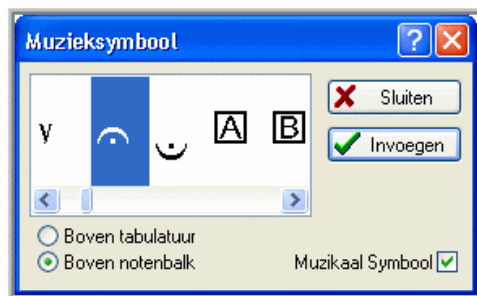 Muzieksymbool
Sluiten
A B
Invoegen
Boven tabulatuur
Boven notenbalk
Muzikaal Symbool